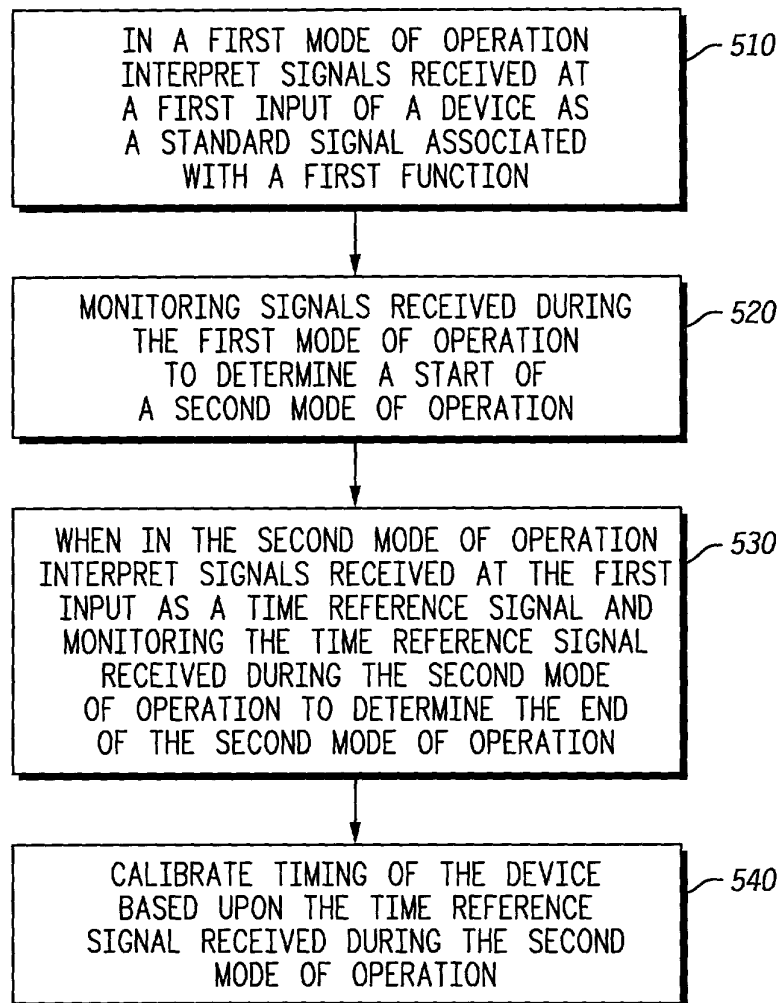 IN A FIRST MODE OF OPERATION
INTERPRET SIGNALS RECEIVED AT
A FIRST INPUT OF A DEVICE AS
A STANDARD SIGNAL ASSOCIATED
WITH A FIRST FUNCTION
510
MONITORING SIGNALS RECEIVED DURING
THE FIRST MODE OF OPERATION
TO DETERMINE A START OF
A SECOND MODE OF OPERATION
520
WHEN IN THE SECOND MODE OF OPERATION
INTERPRET SIGNALS RECEIVED AT THE FIRST
INPUT AS A TIME REFERENCE SIGNAL AND
MONITORING THE TIME REFERENCE SIGNAL
RECEIVED DURING THE SECOND MODE
OF OPERATION TO DETERMINE THE END
OF THE SECOND MODE OF OPERATION
530
CALIBRATE TIMING OF THE DEVICE
BASED UPON THE TIME REFERENCE
SIGNAL RECEIVED DURING THE SECOND
MODE OF OPERATION
540